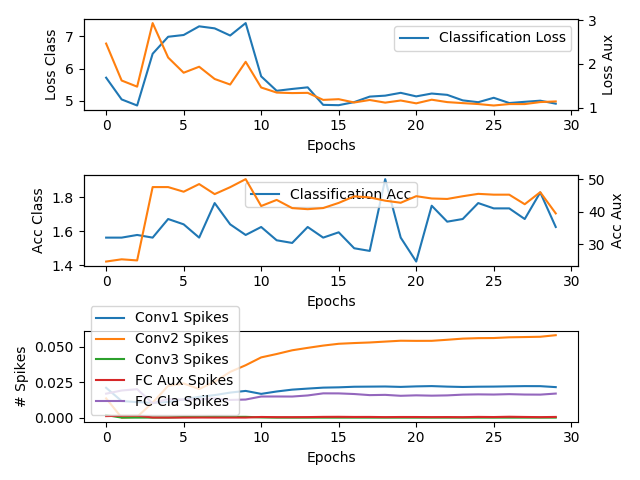 Classification Loss
Loss Class
Loss Aux
7
6
5
3
2
1
0 5 10 15 20 25 30
Epochs
Classification Acc
Acc Class
Acc Aux
1.8
1.6
1.4
50
40
30
0 5 10 15 20 25 30
Epochs
Conv1 Spikes
Conv2 Spikes
Conv3 Spikes
FC Aux Spikes
FC Cla Spikes
# Spikes
0.050
0.025
0.000
0 5 10 15 20 25 30
Epochs